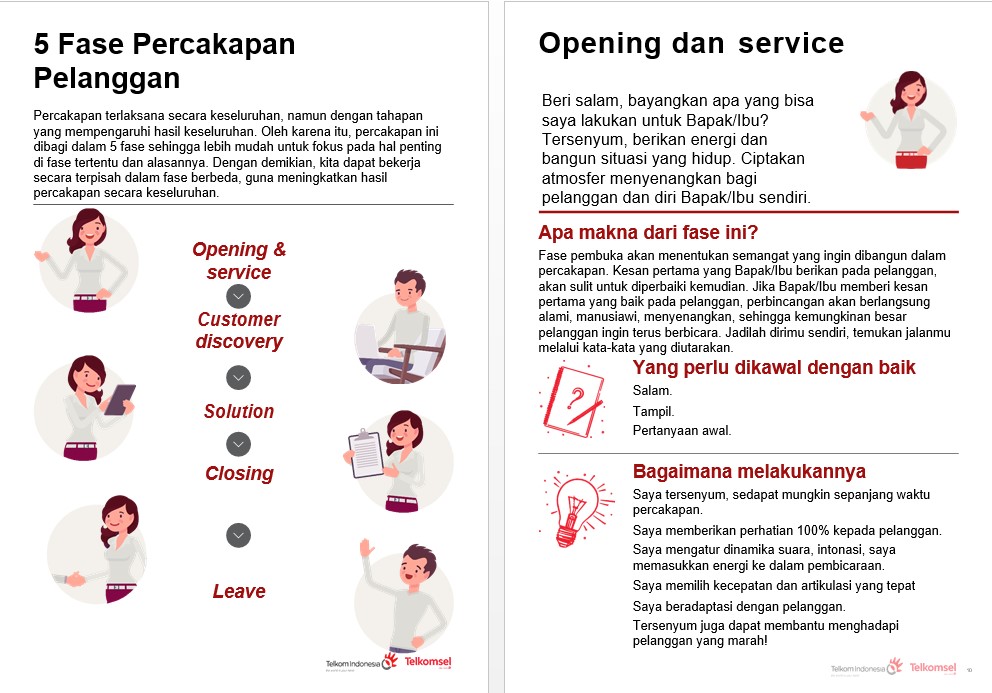 5 Fase Percakapan
Pelanggan
Percakapan terlaksana secara keseluruhan, namun dengan tahapan
yang mempengaruhi hasil keseluruhan. Oleh karena itu, percakapan ini
dibagi dalam 5 fase sehingga lebih mudah untuk fokus pada hal penting
di fase tertentu dan alasannya. Dengan demikian, kita dapat bekerja
secara terpisah dalam fase berbeda, guna meningkatkan hasil
percakapan secara keseluruhan.
Opening &
service
Customer
discovery
Solution
Closing
Leave
Telkom Indonesia
Telkomsel
Opening dan service
Beri salam, bayangkan apa yang bisa
saya lakukan untuk Bapak/Ibu?
Tersenyum, berikan energi dan
bangun situasi yang hidup. Ciptakan
atmosfer menyenangkan bagi
pelanggan dan diri Bapak/Ibu sendiri.
Apa makna dari fase ini?
Fase pembuka akan menentukan semangat yang ingin dibangun dalam
percakapan. Kesan pertama yang Bapak/Ibu berikan pada pelanggan,
akan sulit untuk diperbaiki kemudian. Jika Bapak/Ibu memberi kesan
pertama yang baik pada pelanggan, perbincangan akan berlangsung
alami, manusiawi, menyenangkan, sehingga kemungkinan besar
pelanggan ingin terus berbicara. Jadilah dirimu sendiri, temukan jalanmu
melalui kata-kata yang diutarakan.
Yang perlu dikawal dengan baik
Salam.
Tampil.
Pertanyaan awal.
Bagaimana melakukannya
Saya tersenyum, sedapat mungkin sepanjang waktu
percakapan.
Saya memberikan perhatian 100% kepada pelanggan.
Saya mengatur dinamika suara, intonasi, saya
memasukkan energi ke dalam pembicaraan.
Saya memilih kecepatan dan artikulasi yang tepat
Saya beradaptasi dengan pelanggan.
Tersenyum juga dapat membantu menghadapi
pelanggan yang marah!
Telkom Indonesia
Telkomsel